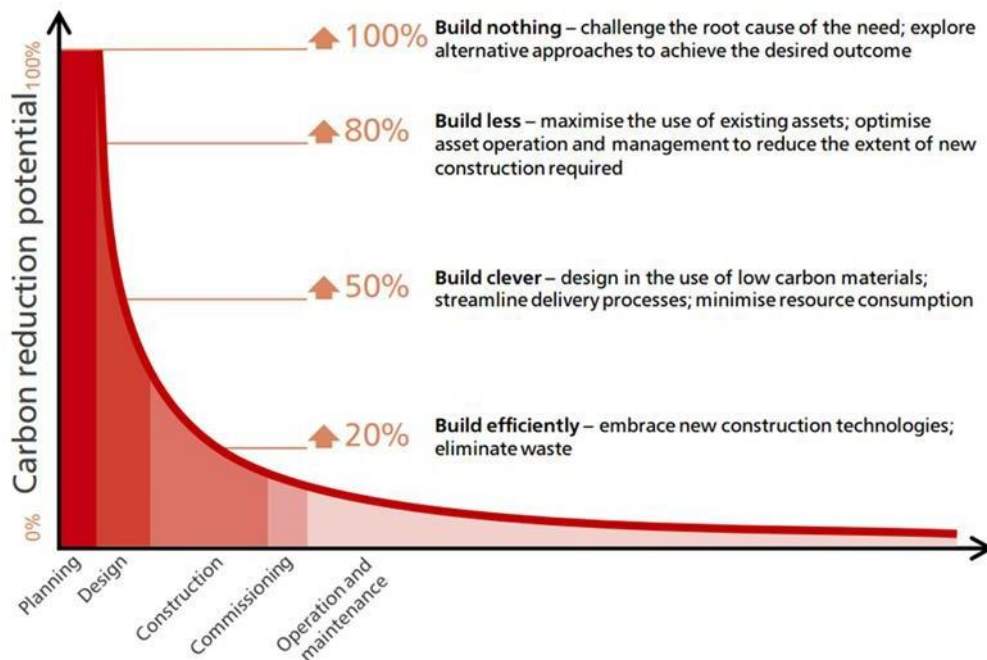 Carbon reduction potential
100%
0%
100%
Build nothing – challenge the root cause of the need; explore
alternative approaches to achieve the desired outcome
80%
Build less – maximise the use of existing assets; optimise
asset operation and management to reduce the extent of new
construction required
50%
Build clever – design in the use of low carbon materials;
streamline delivery processes; minimise resource consumption
20%
Build efficiently – embrace new construction technologies;
eliminate waste
Planning
Design
Construction
Commissioning
Operation and
maintenance